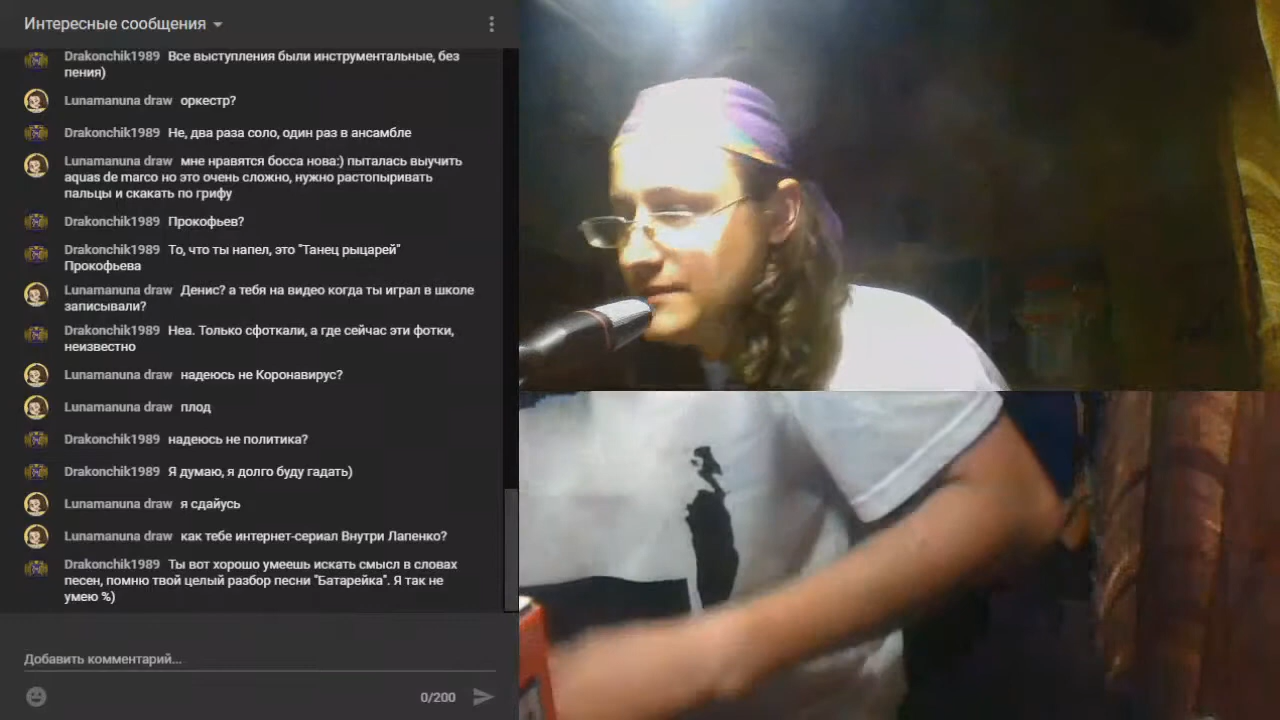 Интересные сообщения
Drakonchik1989 Все выступления были инструментальные, без
пения)
Lunamanuna draw оркестр?
Drakonchik1989 Не, два раза соло, один раз в ансамбле
Lunamanuna draw мне нравятся босса нова:) пыталась выучить
aquas de marco но это очень сложно, нужно растопыривать
пальцы и скакать по грифу
Drakonchik1989 Прокофьев?
Drakonchik1989 То, что ты напел, это "Танец рыцарей"
Прокофьева
Lunamanuna draw Денис? а тебя на видео когда ты играл в школе
записывали?
Drakonchik1989 Неа. Только сфоткали, а где сейчас эти фотки,
неизвестно
Lunamanuna draw надеюсь не Коронавирус?
Lunamanuna draw плод
Drakonchik1989 надеюсь не политика?
Drakonchik1989 Я думаю, я долго буду гадать)
Lunamanuna draw я сдайусь
Lunamanuna draw как тебе интернет-сериал Внутри Лапенко?
Drakonchik1989 Ты вот хорошо умеешь искать смысл в словах
песен, помню твой целый разбор песни "Батарейка". Я так не
умею %)
Добавить комментарий...
0/200